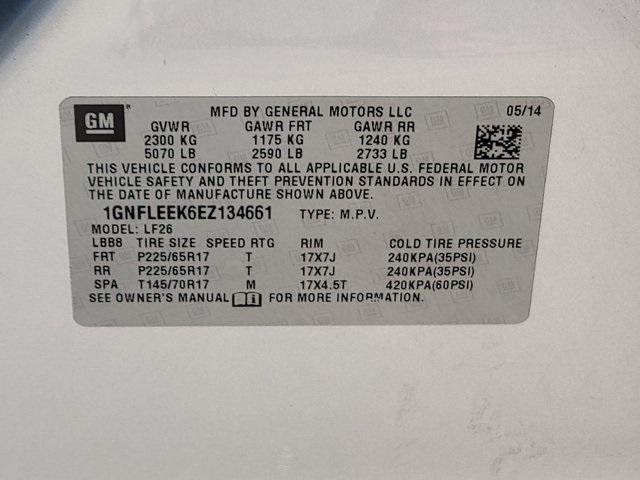 GM ® MFD BY GENERAL MOTORS LLC 05/14
GVWR GAWR FRT GAWR RR
2300 KG 1175 KG 1240 KG
5070 LB 2590 LB 2733 LB
THIS VEHICLE CONFORMS TO ALL APPLICABLE U.S. FEDERAL MOTOR
VEHICLE SAFETY AND THEFT PREVENTION STANDARDS IN EFFECT ON
THE DATE OF MANUFACTURE SHOWN ABOVE.
1GNFLEEK6EZ134661 TYPE: M.P.V.
MODEL: LF26
LBB8 TIRE SIZE SPEED RTG RIM COLD TIRE PRESSURE
FRT P225/65R17 T 17X7J 240KPA(35PSI)
RR P225/65R17 T 17X7J 240KPA(35PSI)
SPA T145/70R17 M 17X4.5T 420KPA(60PSI)
SEE OWNER'S MANUAL FOR MORE INFORMATION.